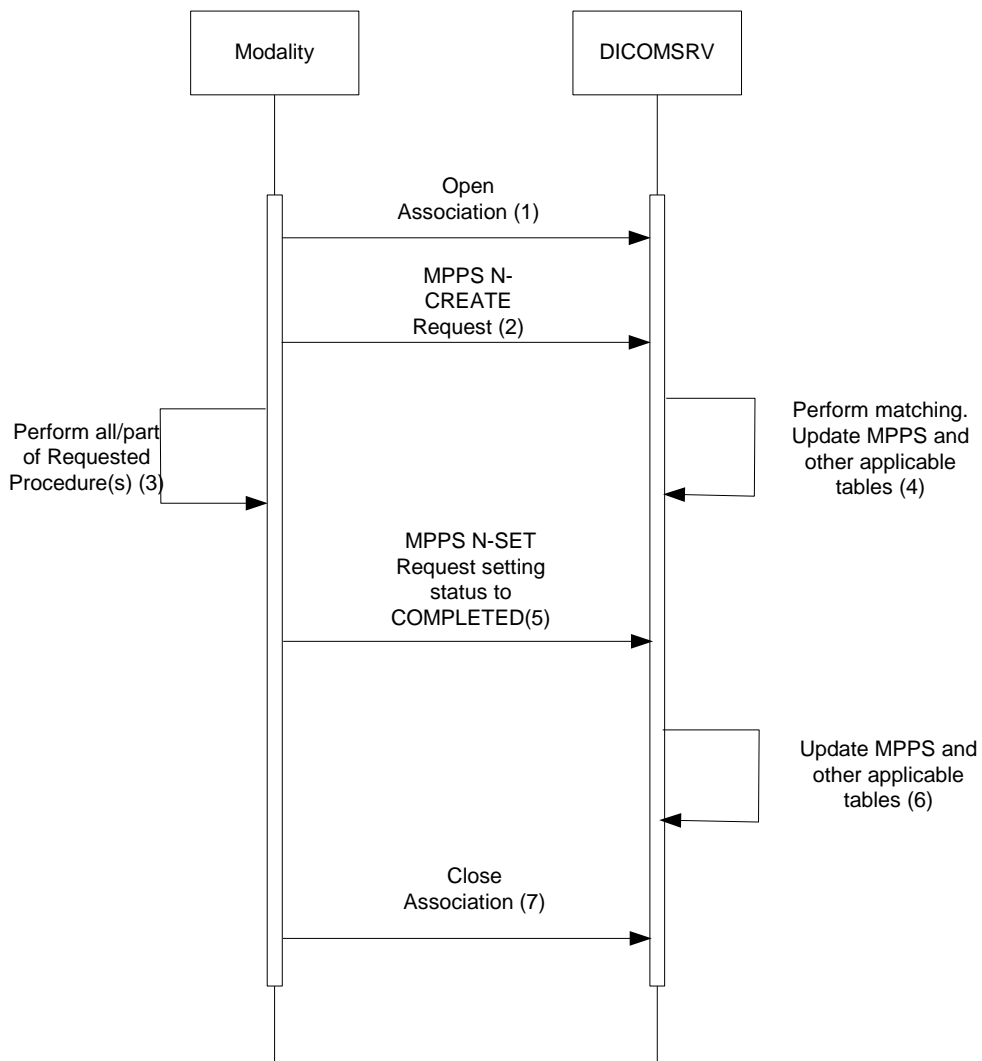 Modality
DICOMSRV
Open
Association (1)
MPPS N-
CREATE
Request (2)
Perform all/part
of Requested
Procedure(s) (3)
Perform matching.
Update MPPS and
other applicable
tables (4)
MPPS N-SET
Request setting
status to
COMPLETED(5)
Update MPPS and
other applicable
tables (6)
Close
Association (7)